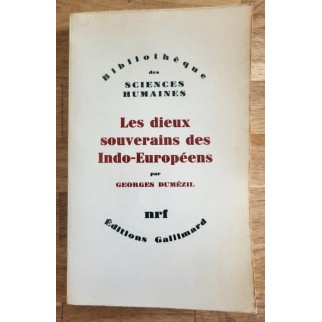 Bibliothèque
des
SCIENCES
HUMAINES
Les dieux
souverains des
Indo-Européens
par
GEORGES DUMÉZIL
nrf
Éditions Gallimard